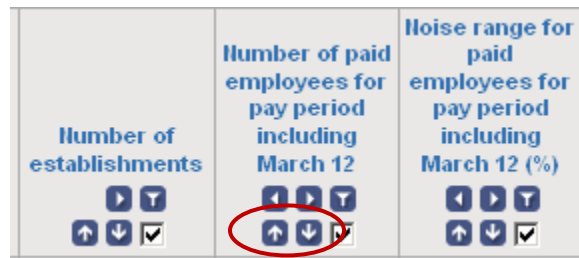 Number of
establishments
Number of paid
employees for
pay period
including
March 12
Noise range for
paid
employees for
pay period
including
March 12 (%)